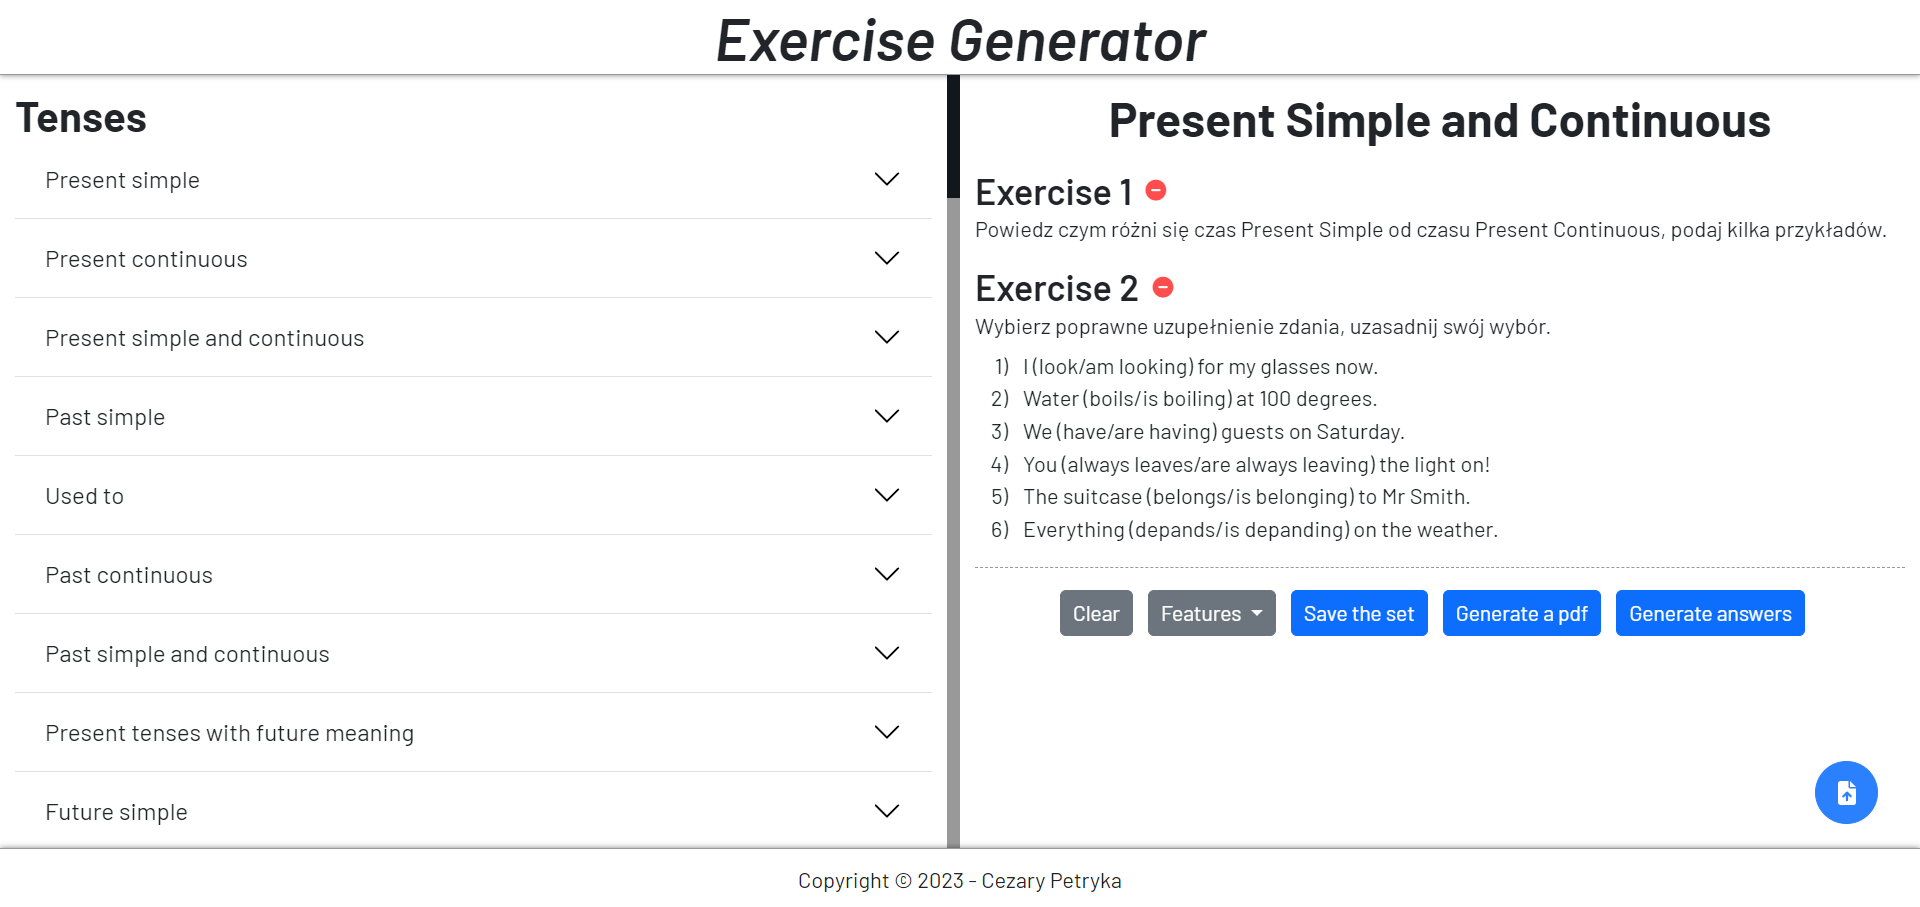 Exercise Generator
Tenses
Present simple
Present continuous
Present simple and continuous
Past simple
Used to
Past continuous
Past simple and continuous
Present tenses with future meaning
Future simple
Present Simple and Continuous
Exercise 1
Powiedz czym różni się czas Present Simple od czasu Present Continuous, podaj kilka przykładów.
Exercise 2
Wybierz poprawne uzupełnienie zdania, uzasadnij swój wybór.
1) I (look/am looking) for my glasses now.
2) Water (boils/is boiling) at 100 degrees.
3) We (have/are having) guests on Saturday.
4) You (always leaves/are always leaving) the light on!
5) The suitcase (belongs/is belonging) to Mr Smith.
6) Everything (depands/is depanding) on the weather.
Clear
Features
Save the set
Generate a pdf
Generate answers
Copyright © 2023 - Cezary Petryka